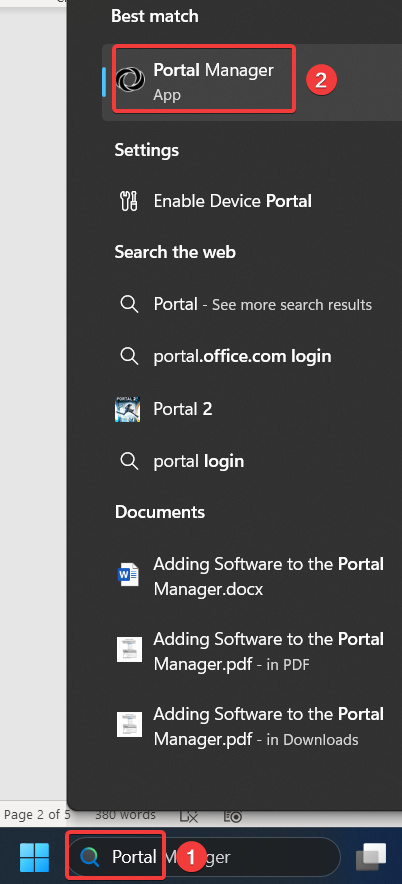 Best match
Portal Manager
App
2
Settings
Enable Device Portal
Search the web
Portal - See more search results
portal.office.com login
PORTAL 2
Portal 2
portal login
Documents
Adding Software to the Portal
Manager.docx
Adding Software to the Portal
Manager.pdf - in PDF
Adding Software to the Portal
Manager.pdf - in Downloads
Page 2 of 5 380 words
Portal 1